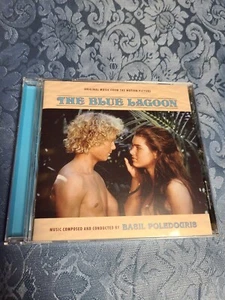 ORIGINAL MUSIC FROM THE MOTION PICTURE
THE BLUE LAGOON
MUSIC COMPOSED AND CONDUCTED BY BASIL POLEDOURIS